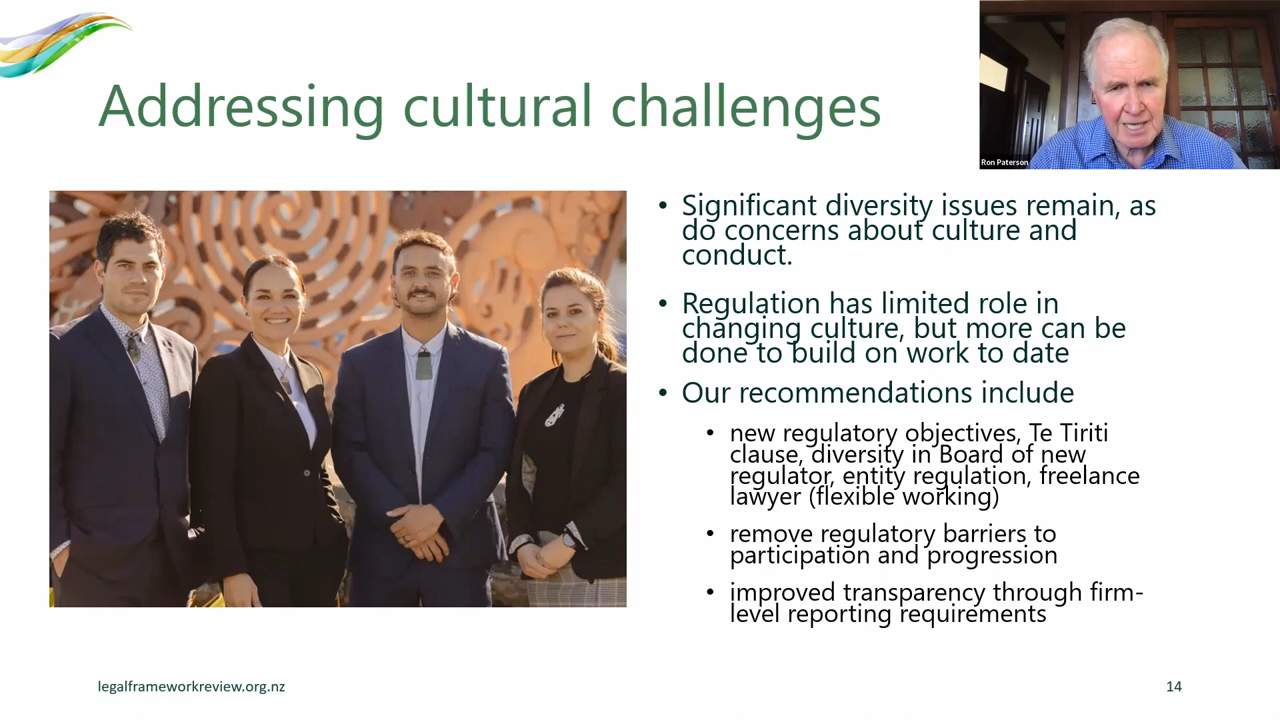 Addressing cultural challenges
Ron Paterson
• Significant diversity issues remain, as
do concerns about culture and
conduct.
• Regulation has limited role in
changing culture, but more can be
done to build on work to date
• Our recommendations include
• new regulatory objectives, Te Tiriti
clause, diversity in Board of new
regulator, entity regulation, freelance
lawyer (flexible working)
• remove regulatory barriers to
participation and progression
• improved transparency through firm-
level reporting requirements
legalframeworkreview.org.nz
14